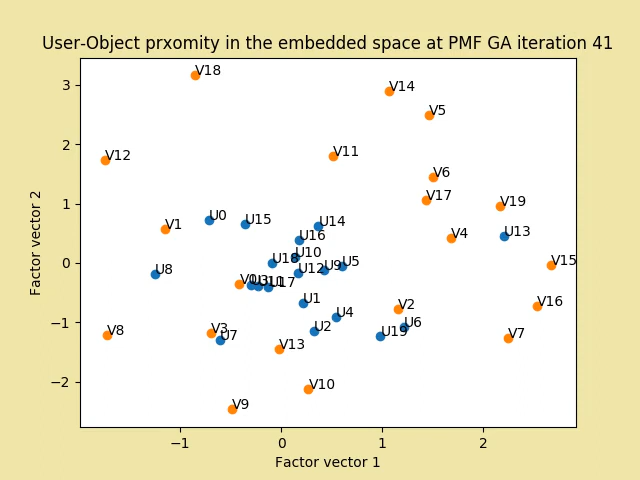 User-Object prxomity in the embedded space at PMF GA iteration 41
V18
V14
V5
V11
V12
V6
V17
V19
V1
U0
U15
U14
U13
U16
V4
U10
U18
U5
U9
V15
U12
U8
V0
U11
U17
U1
V16
V2
U4
U6
U2
V3
V8
U7
U19
V7
V13
V10
V9
3
2
1
0
−1
−2
−1
0
1
2
Factor vector 2
Factor vector 1